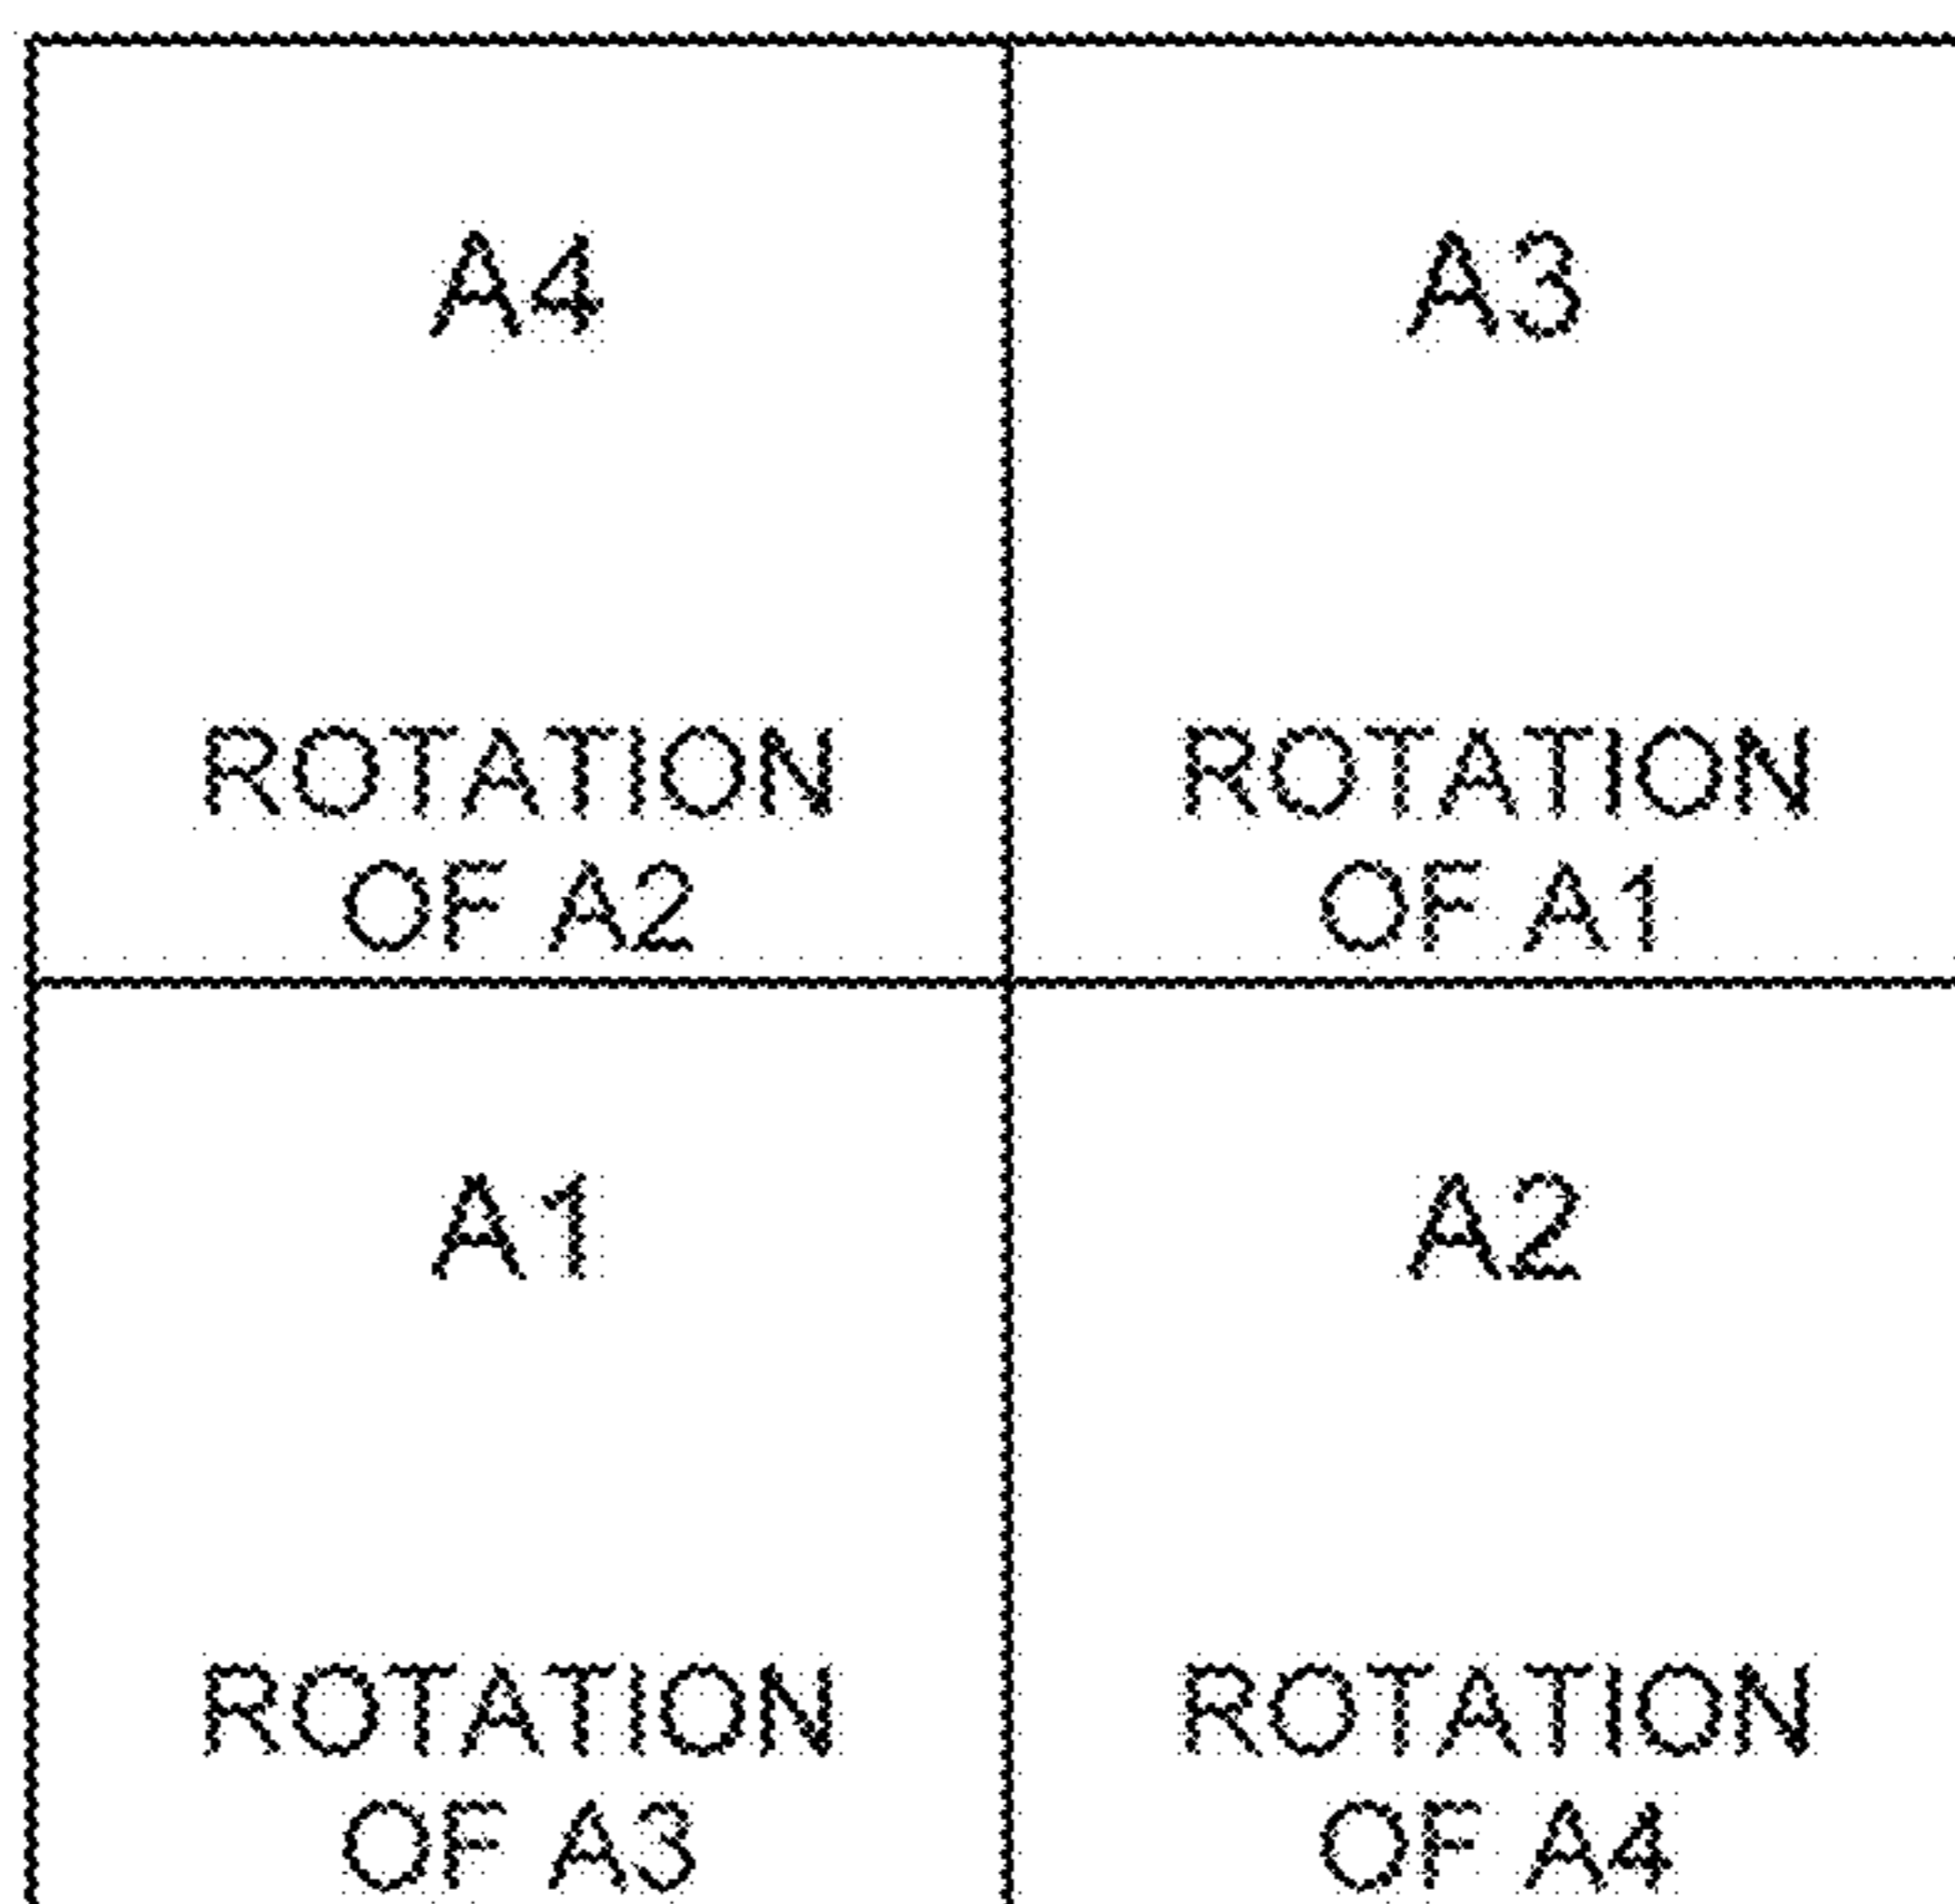 A4
ROTATION
OF A2
A3
ROTATION
OF A1
A1
ROTATION
OF A3
A2
ROTATION
OF A4